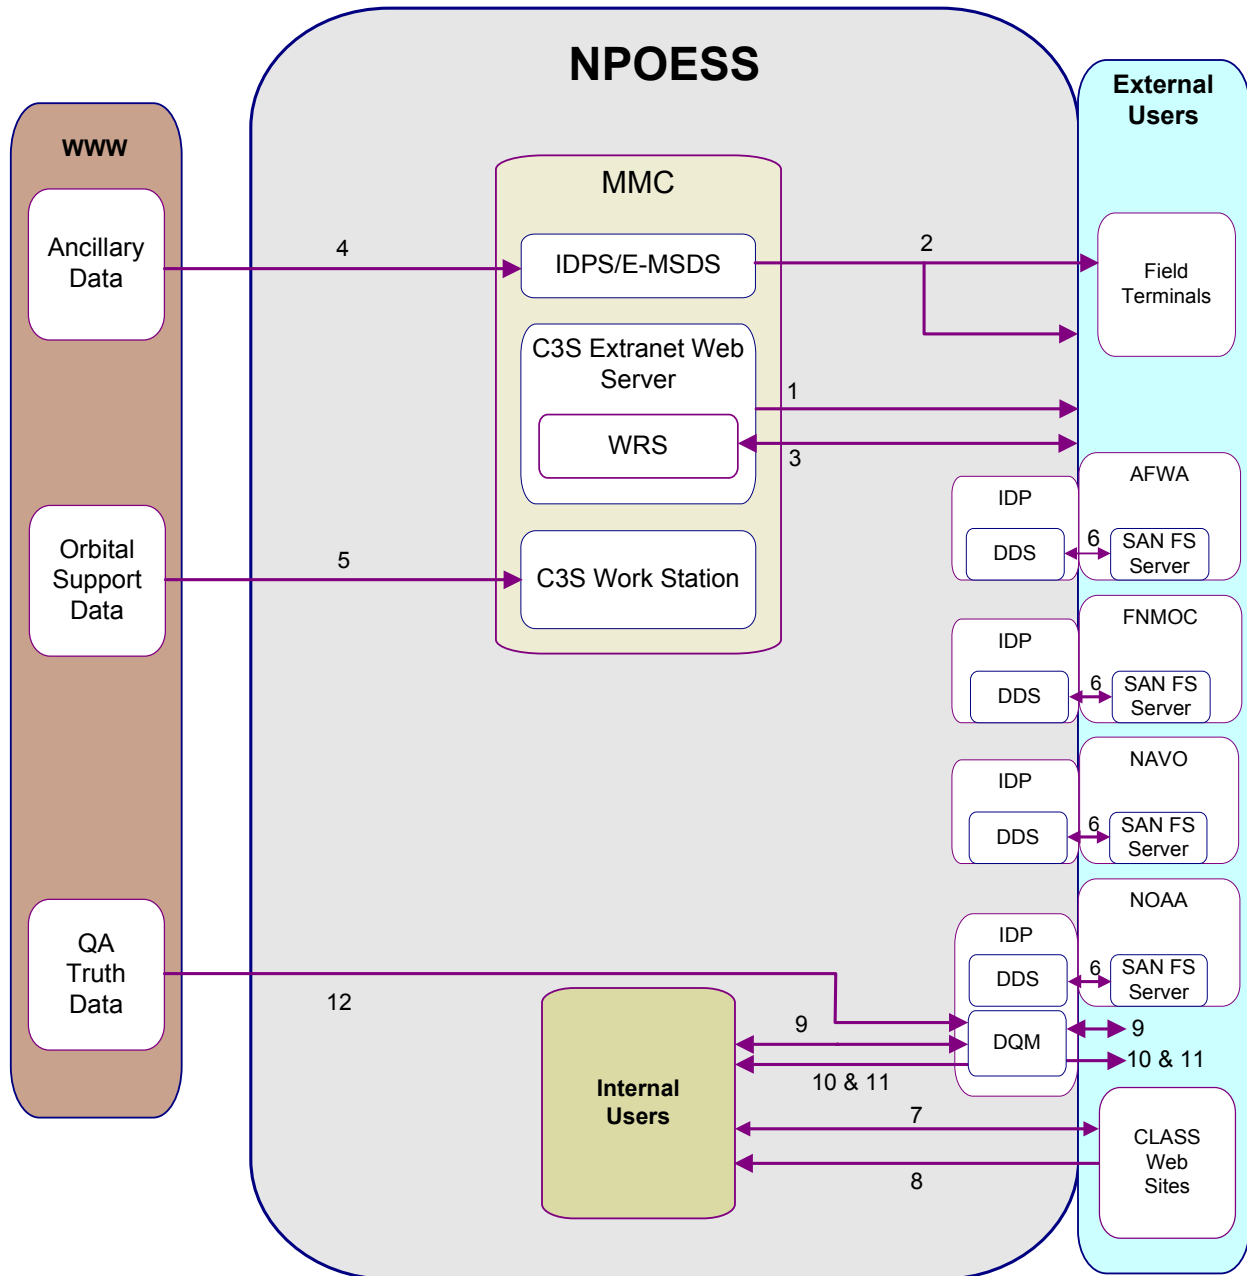 NPOESS
External
Users
WWW
MMC
Ancillary
Data
4
IDPS/E-MSDS
2
Field
Terminals
C3S Extranet Web
Server
1
WRS
3
Orbital
Support
Data
5
C3S Work Station
IDP
DDS
6
AFWA
SAN FS
Server
IDP
DDS
6
FNMOC
SAN FS
Server
IDP
DDS
6
NAVO
SAN FS
Server
IDP
DDS
6
NOAA
SAN FS
Server
QA
Truth
Data
12
9
DQM
9
10 & 11
10 & 11
Internal
Users
7
8
CLASS
Web
Sites